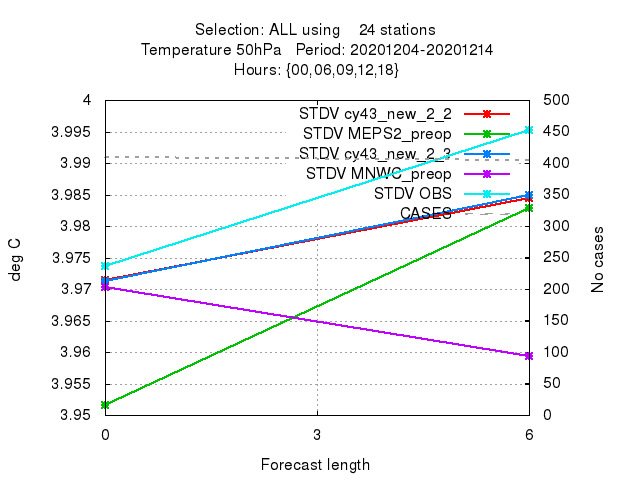 Selection: ALL using    24 stations
Temperature 50hPa   Period: 20201204-20201214
Hours: {00,06,09,12,18}
4 500
STDV cy43_new_2_2
3.995 STDV MEPS2_preop 450
3.99 STDV cy43_new_2_3 400
STDV MNWC_preop
3.985 STDV OBS 350
3.98 CASES 300
3.975 250
3.97 200
3.965 150
3.96 100
3.955 50
3.95 0
deg C
No cases
0 3 6
Forecast length